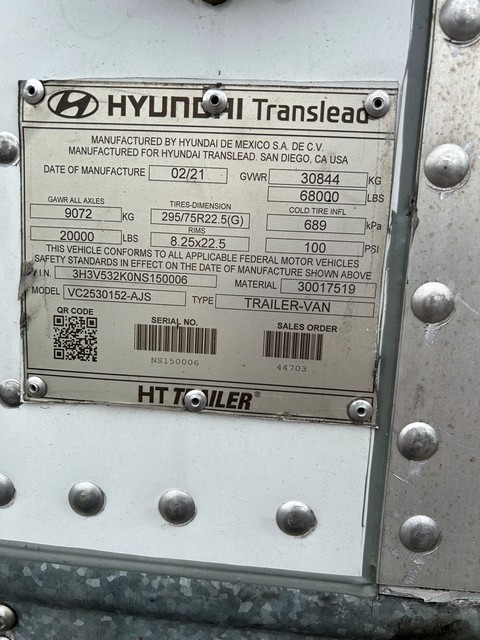 HYUNDAI Translead
MANUFACTURED BY HYUNDAI DE MEXICO S.A. DE C.V.
MANUFACTURED FOR HYUNDAI TRANSLEAD. SAN DIEGO, CA USA
DATE OF MANUFACTURE 02/21 GVWR 30844 KG
68000 LBS
GAWR ALL AXLES TIRES-DIMENSION COLD TIRE INFL
9072 KG 295/75R22.5(G) 689 kPa
RIMS
20000 LBS 8.25x22.5 100 PSI
THIS VEHICLE CONFORMS TO ALL APPLICABLE FEDERAL MOTOR VEHICLES
SAFETY STANDARDS IN EFFECT ON THE DATE OF MANUFACTURE SHOWN ABOVE
V.I.N. 3H3V532K0NS150006 MATERIAL 30017519
MODEL VC2530152-AJS TYPE TRAILER-VAN
QR CODE SERIAL NO. SALES ORDER
NS150006 44703
HT TRAILER®